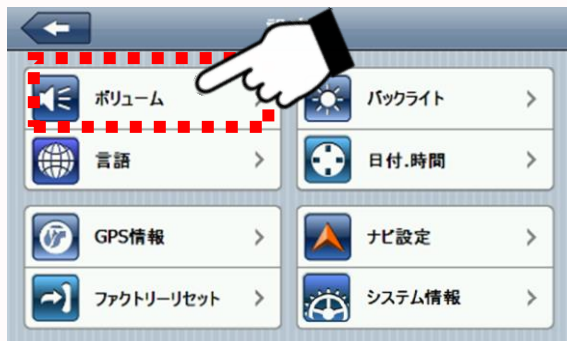 ボリューム
バックライト
言語
日付.時間
GPS情報
ナビ設定
ファクトリーリセット
システム情報